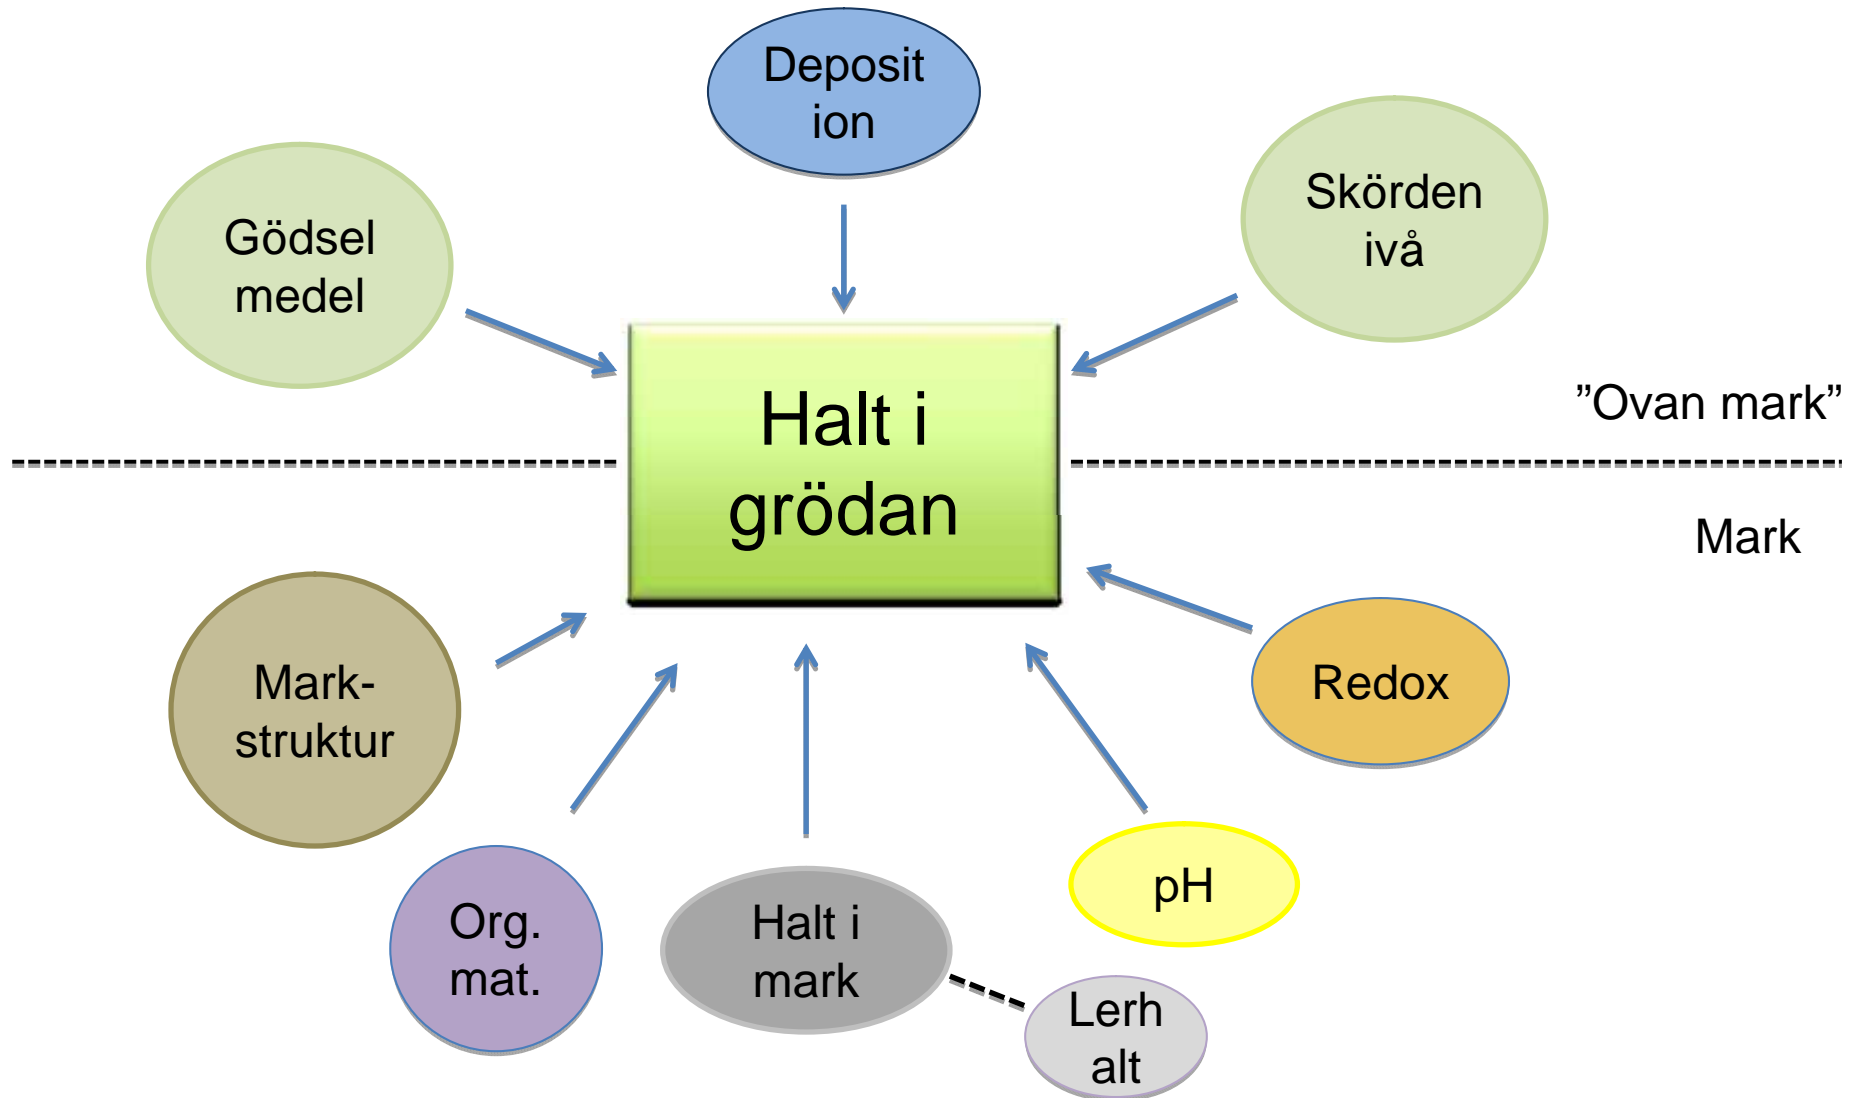 Deposit
ion
Skörden
ivå
Gödsel
medel
Halt i
grödan
”Ovan mark”
Mark
Mark-
struktur
Redox
pH
Org.
mat.
Halt i
mark
Lerh
alt